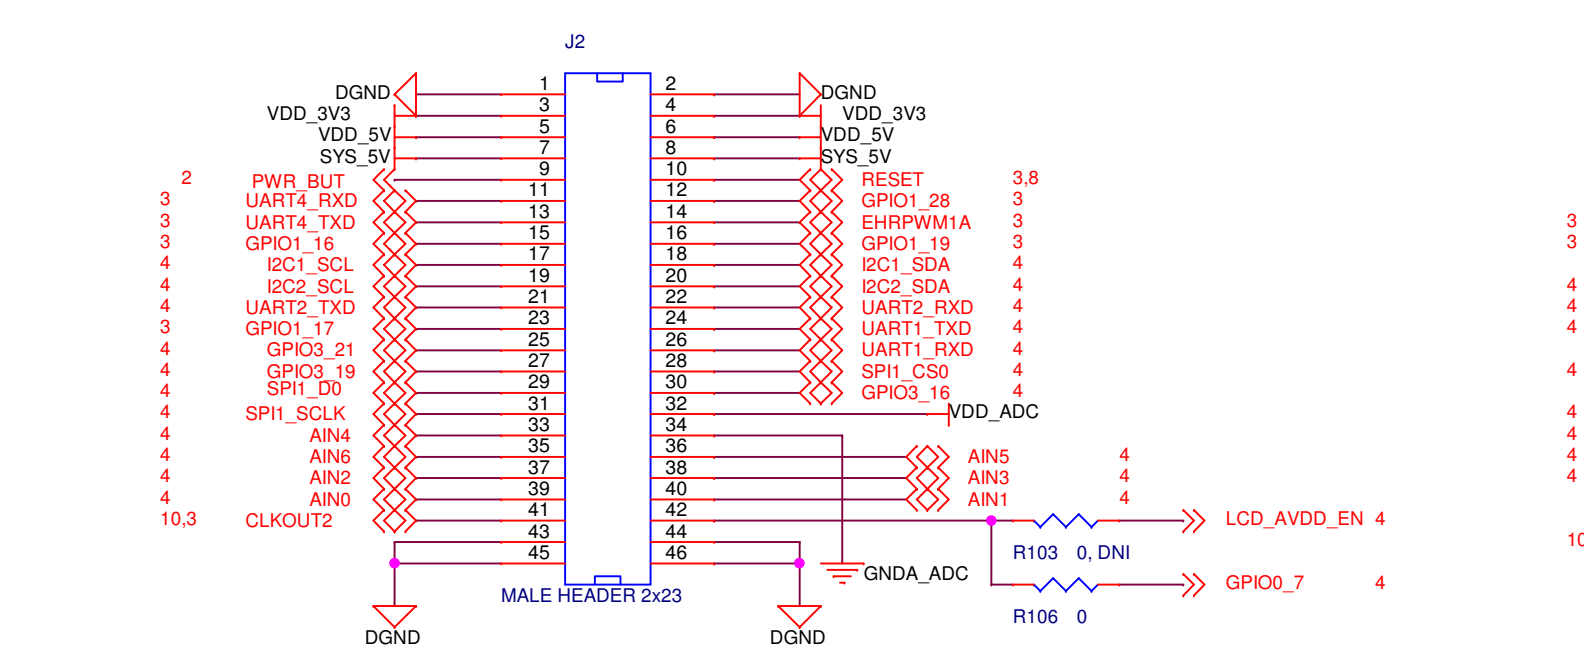 J2
DGND 1 2 DGND
VDD_3V3 3 4 VDD_3V3
VDD_5V 5 6 VDD_5V
SYS_5V 7 8 SYS_5V
2 PWR_BUT 9 10 RESET 3,8
3 UART4_RXD 11 12 GPIO1_28 3
3 UART4_TXD 13 14 EHRPWM1A 3 3
3 GPIO1_16 15 16 GPIO1_19 3 3
4 I2C1_SCL 17 18 I2C1_SDA 4
4 I2C2_SCL 19 20 I2C2_SDA 4 4
4 UART2_TXD 21 22 UART2_RXD 4 4
3 GPIO1_17 23 24 UART1_TXD 4 4
4 GPIO3_21 25 26 UART1_RXD 4
4 GPIO3_19 27 28 SPI1_CS0 4 4
4 SPI1_D0 29 30 GPIO3_16 4
4 SPI1_SCLK 31 32 VDD_ADC 4
4 AIN4 33 34 4
4 AIN6 35 36 AIN5 4 4
4 AIN2 37 38 AIN3 4 4
4 AIN0 39 40 AIN1 4
10,3 CLKOUT2 41 42 LCD_AVDD_EN 4
43 44 10
45 46 R103 0, DNI
GNDA_ADC
GPIO0_7 4
MALE HEADER 2x23
R106 0
DGND DGND